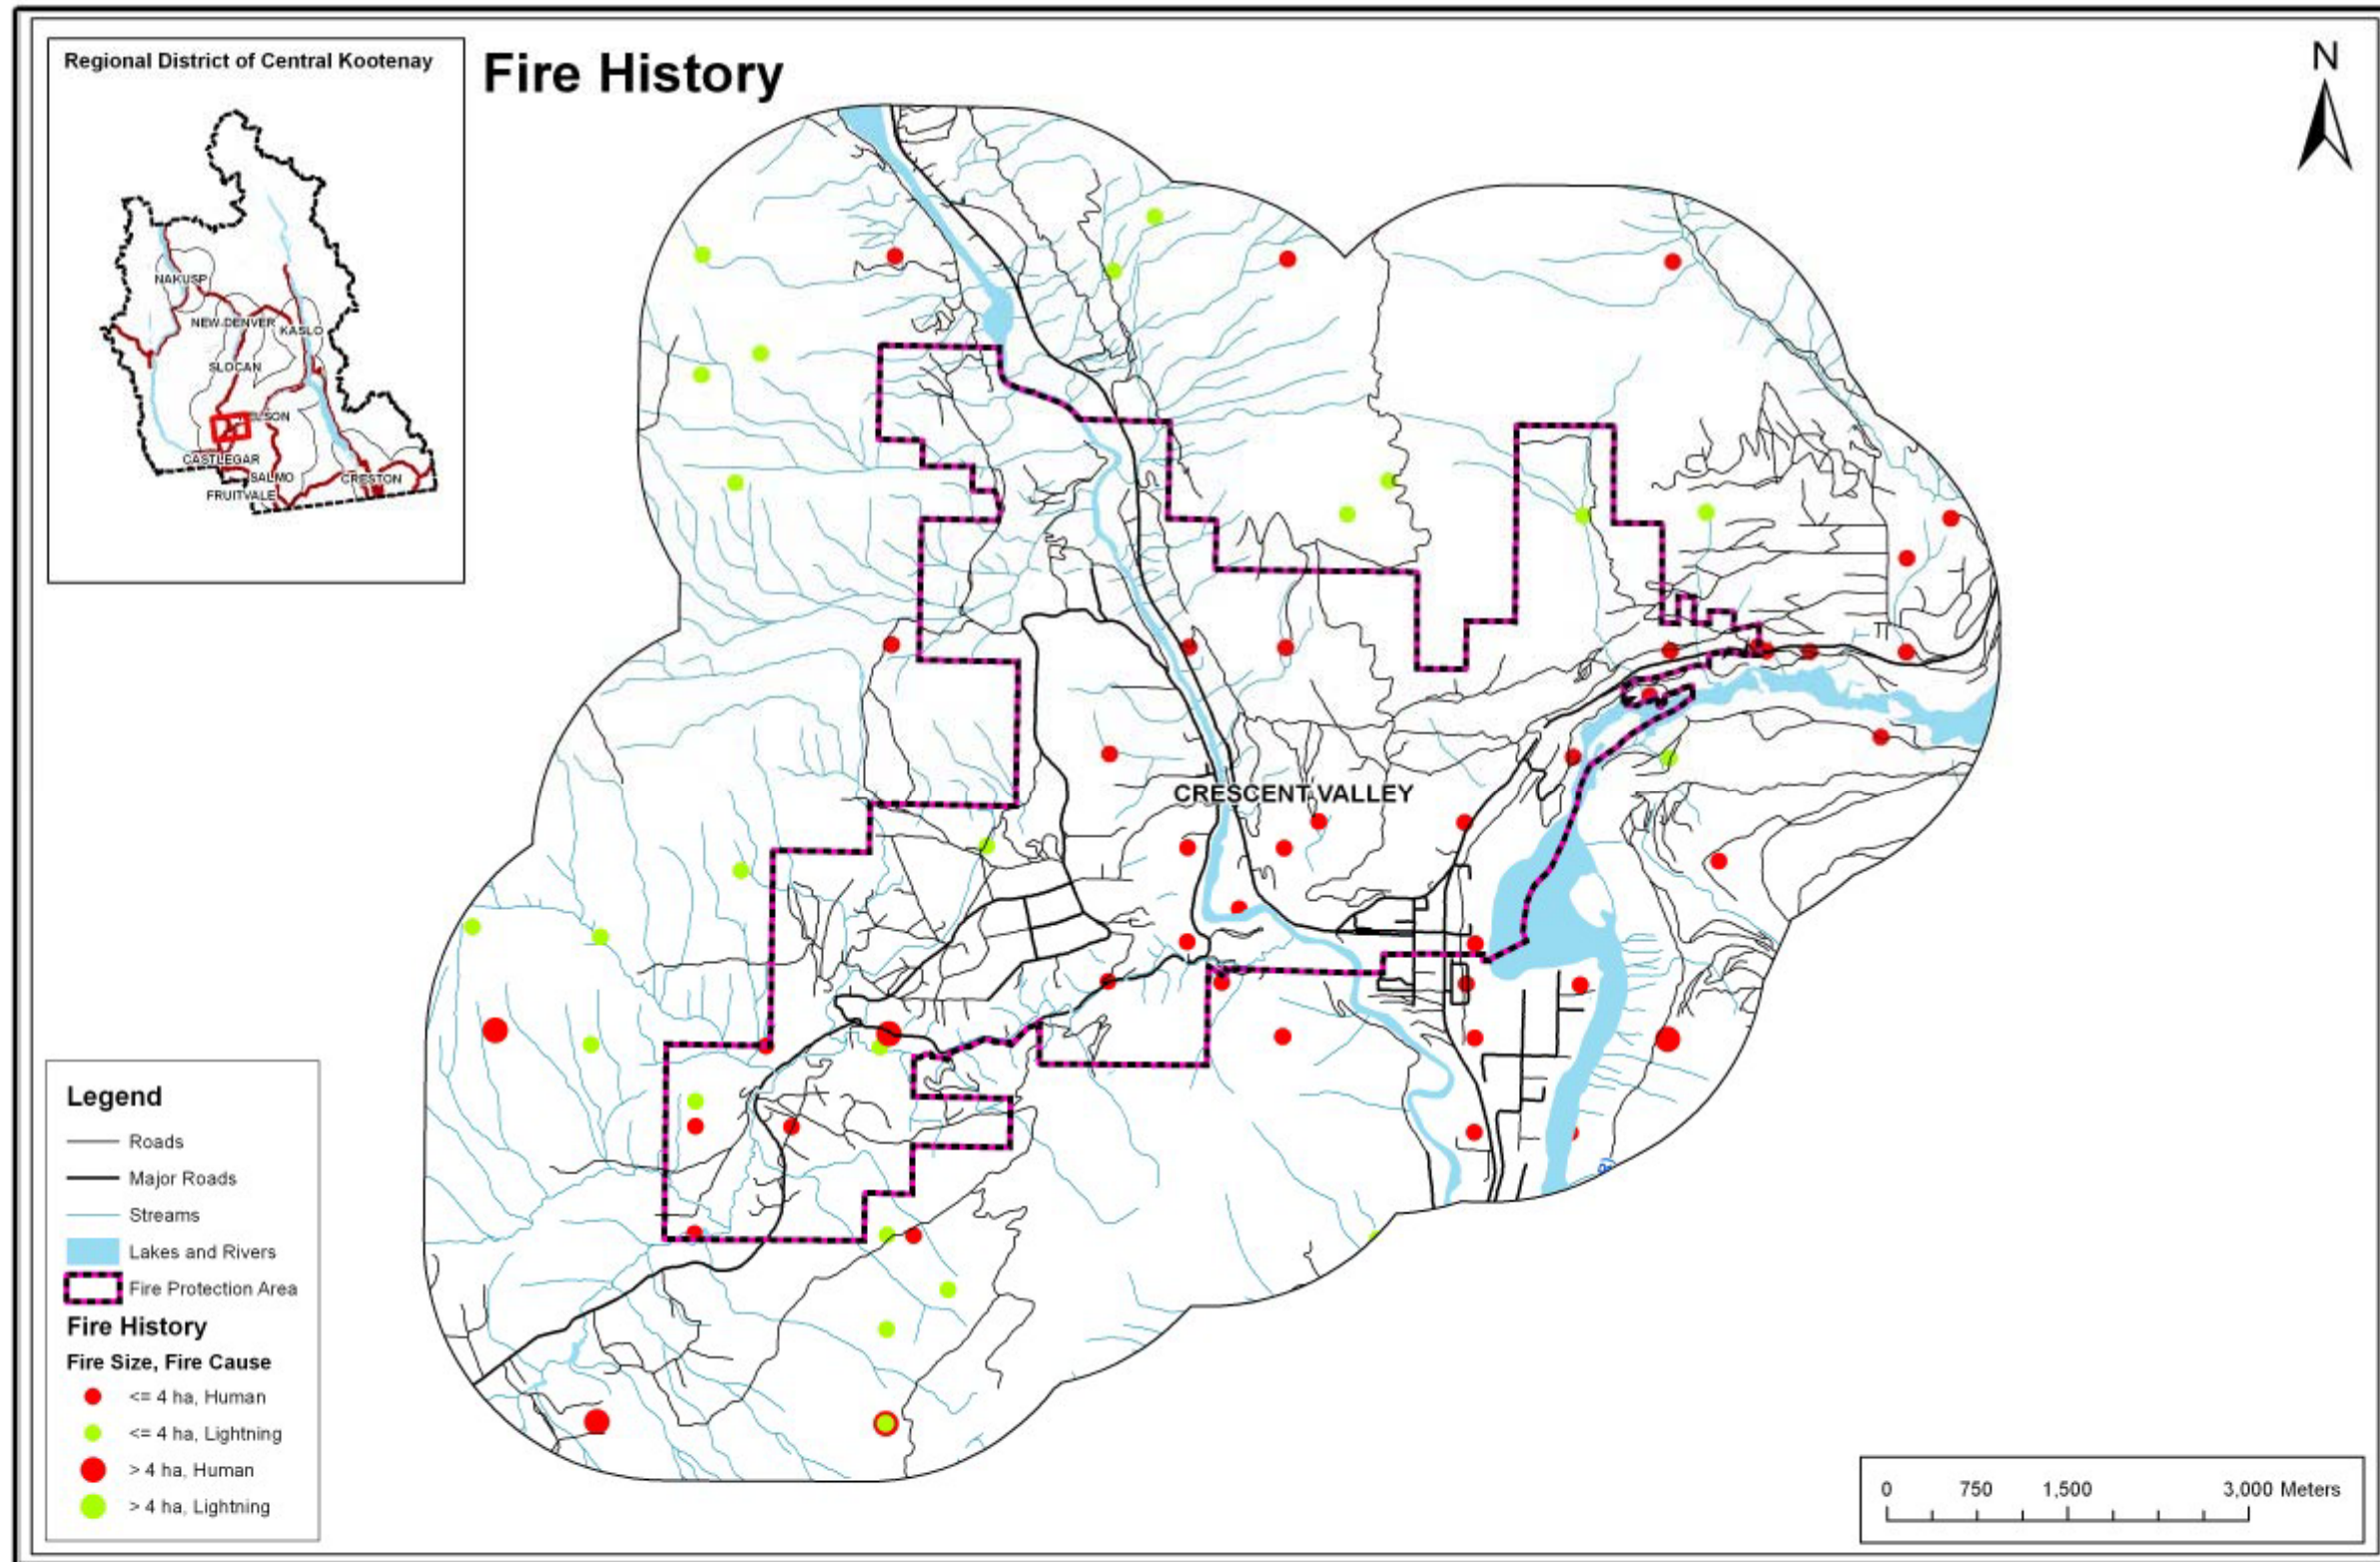 Regional District of Central Kootenay
Fire History
N
NAKUSP
NEW DENVER
KASLO
SLOCAN
CASTLEGAR
SALMO
CRESTON
FRUITVALE
CRESCENT VALLEY
Legend
Roads
Major Roads
Streams
Lakes and Rivers
Fire Protection Area
Fire History
Fire Size, Fire Cause
<= 4 ha, Human
<= 4 ha, Lightning
> 4 ha, Human
> 4 ha, Lightning
0 750 1,500 3,000 Meters